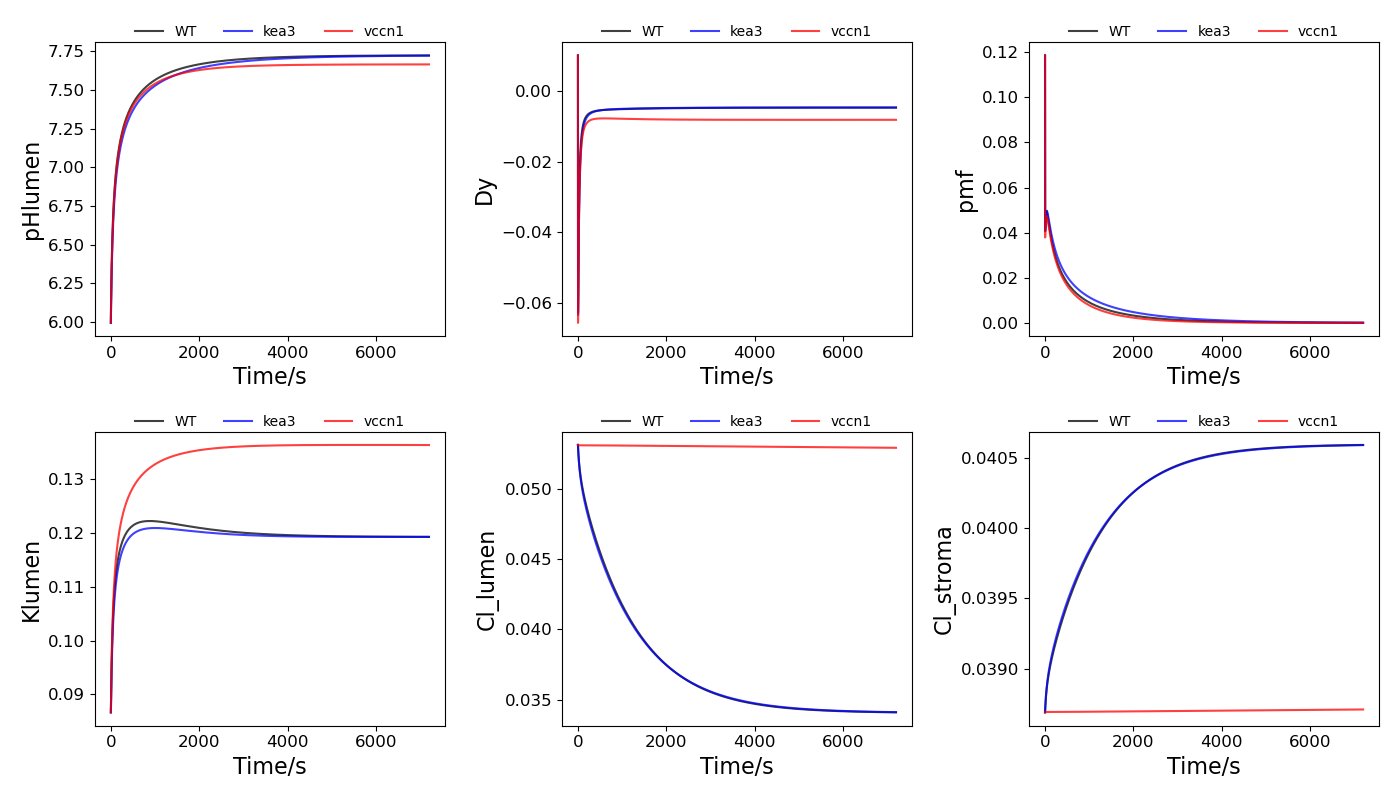 WT kea3 vccn1
7.75
7.50
7.25
7.00
6.75
6.50
6.25
6.00
pHlumen
0 2000 4000 6000
Time/s
WT kea3 vccn1
0.00
−0.02
−0.04
−0.06
Dy
0 2000 4000 6000
Time/s
WT kea3 vccn1
0.12
0.10
0.08
0.06
0.04
0.02
0.00
pmf
0 2000 4000 6000
Time/s
WT kea3 vccn1
0.13
0.12
0.11
0.10
0.09
Klumen
0 2000 4000 6000
Time/s
WT kea3 vccn1
0.050
0.045
0.040
0.035
Cl_lumen
0 2000 4000 6000
Time/s
WT kea3 vccn1
0.0405
0.0400
0.0395
0.0390
Cl_stroma
0 2000 4000 6000
Time/s